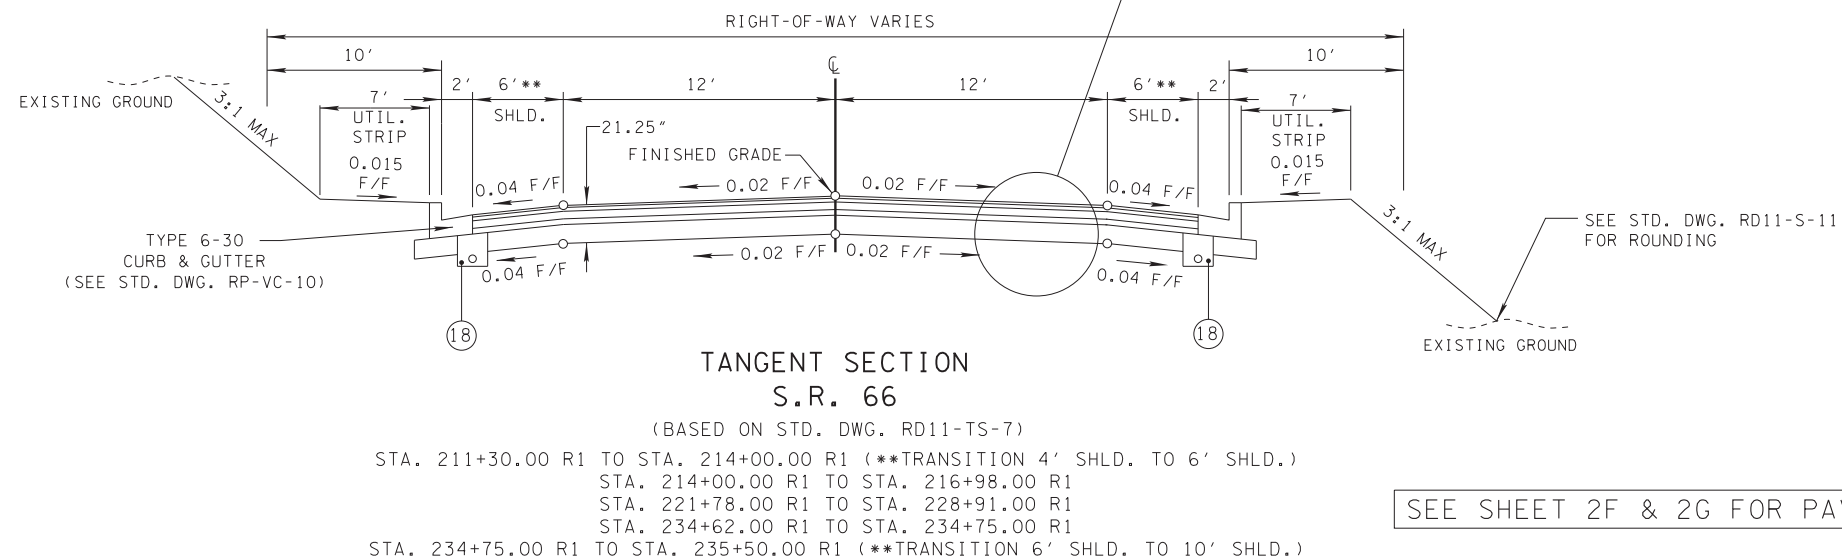 RIGHT-OF-WAY VARIES
10'
10'
℄
2'
6'**
12'
12'
6'**
2'
SHLD.
SHLD.
EXISTING GROUND
3:1 MAX
7'
UTIL.
STRIP
0.015
F/F
7'
UTIL.
STRIP
0.015
F/F
21.25"
FINISHED GRADE
0.04 F/F
0.02 F/F
0.02 F/F
0.04 F/F
3:1 MAX
SEE STD. DWG. RD11-S-11
FOR ROUNDING
TYPE 6-30
CURB & GUTTER
(SEE STD. DWG. RP-VC-10)
0.04 F/F
0.02 F/F
0.02 F/F
0.04 F/F
18
18
EXISTING GROUND
TANGENT SECTION
S.R. 66
(BASED ON STD. DWG. RD11-TS-7)
STA. 211+30.00 R1 TO STA. 214+00.00 R1 (**TRANSITION 4' SHLD. TO 6' SHLD.)
STA. 214+00.00 R1 TO STA. 216+98.00 R1
STA. 221+78.00 R1 TO STA. 228+91.00 R1
STA. 234+62.00 R1 TO STA. 234+75.00 R1
STA. 234+75.00 R1 TO STA. 235+50.00 R1 (**TRANSITION 6' SHLD. TO 10' SHLD.)
SEE SHEET 2F & 2G FOR